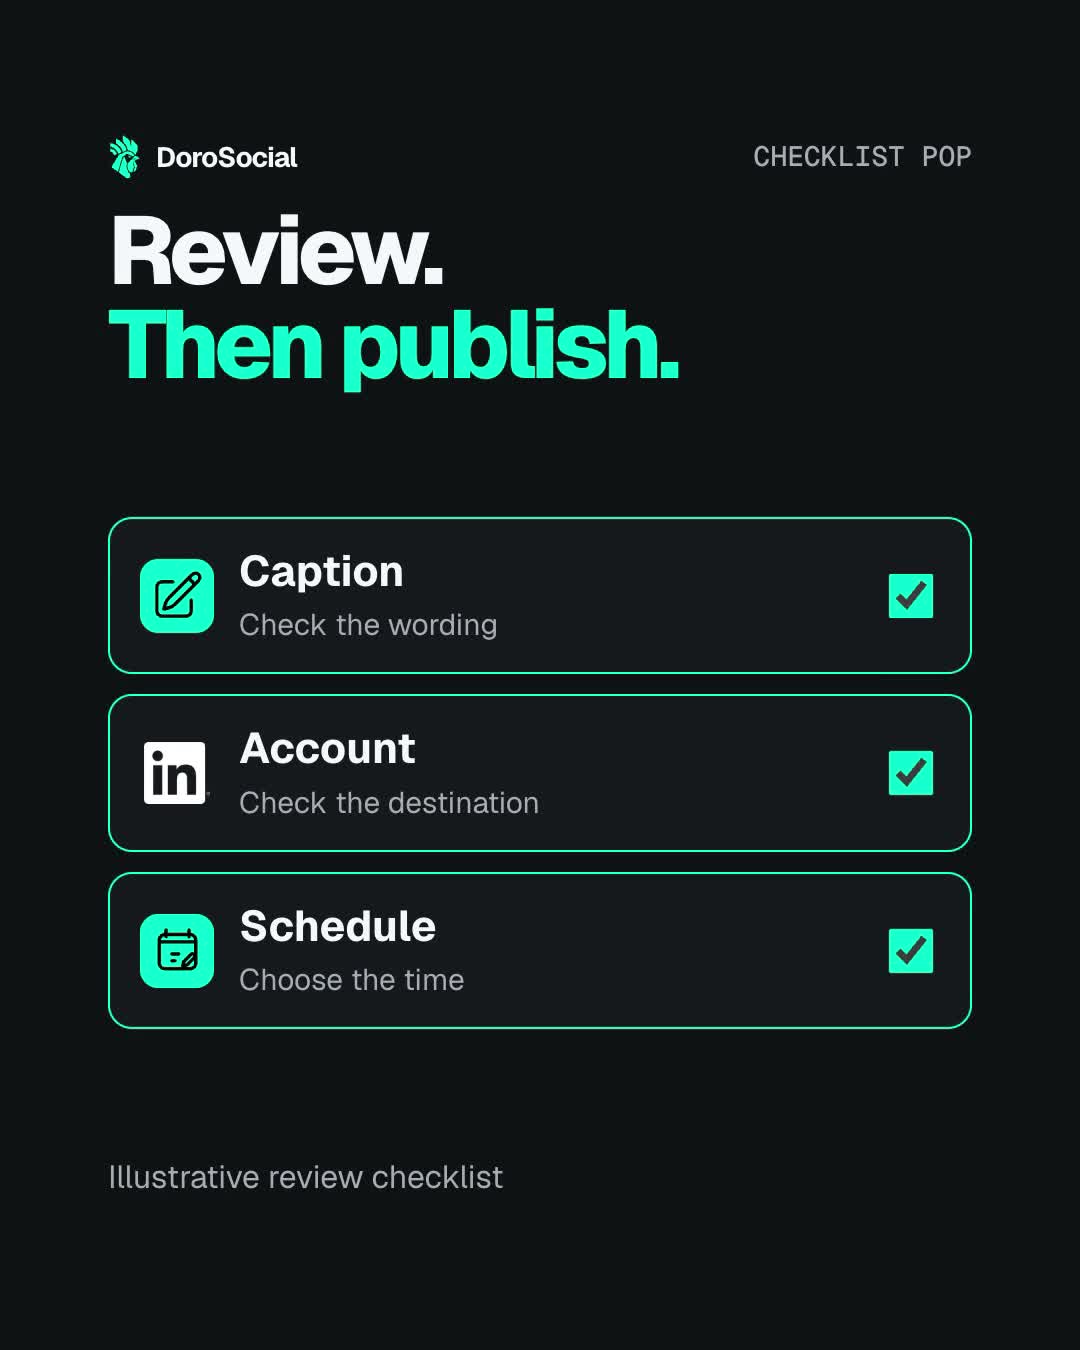 DoroSocial
CHECKLIST POP
Review.
Then publish.
Caption
Check the wording
in
Account
Check the destination
Schedule
Choose the time
Illustrative review checklist